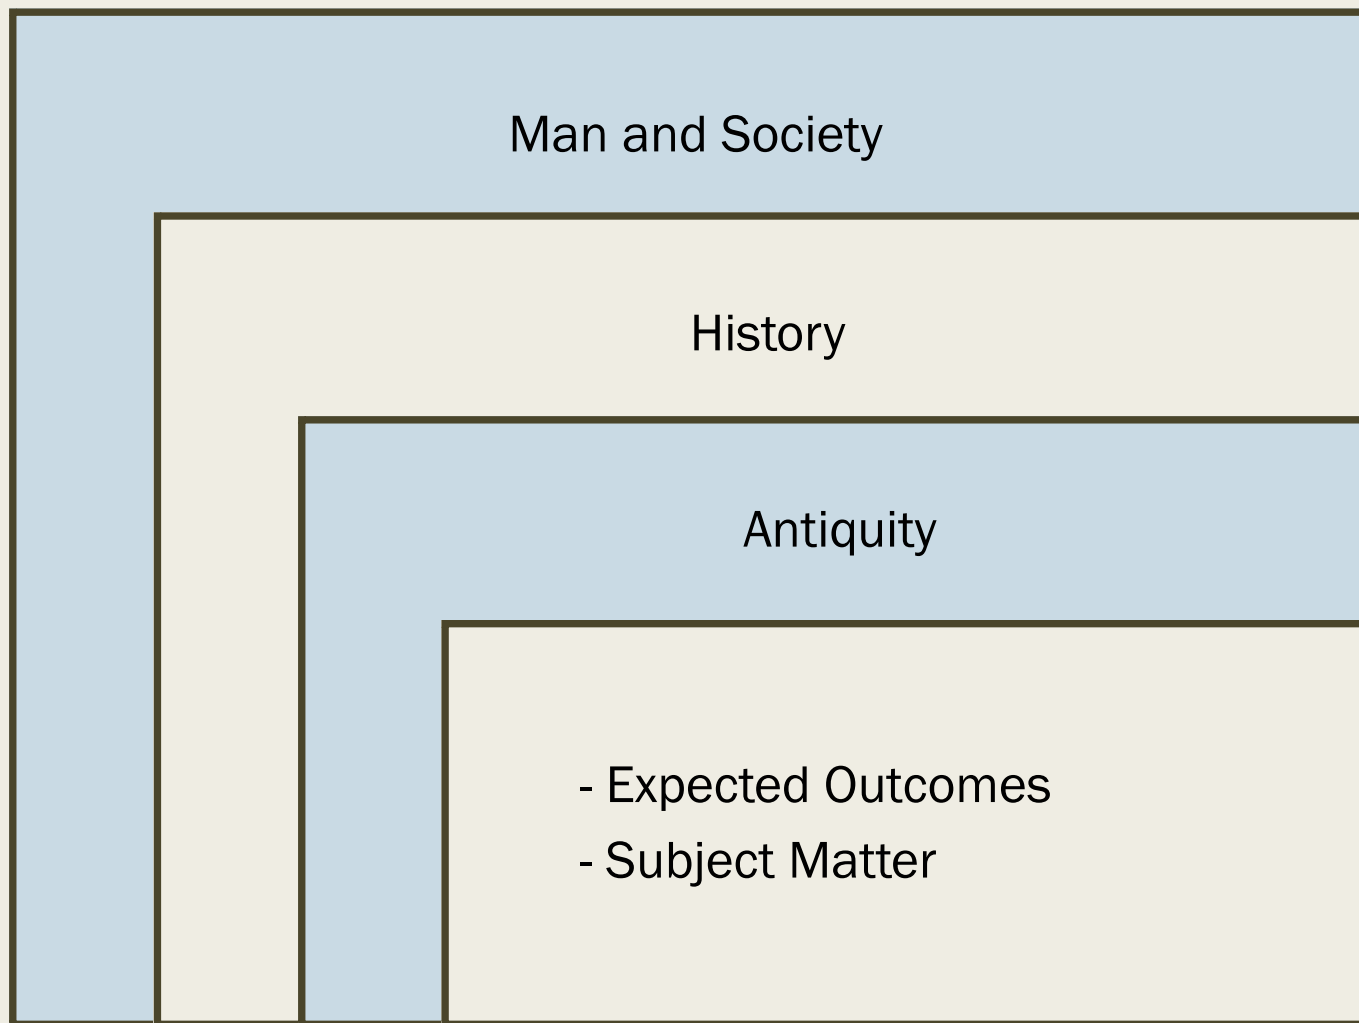 Man and Society
History
Antiquity
- Expected Outcomes
- Subject Matter